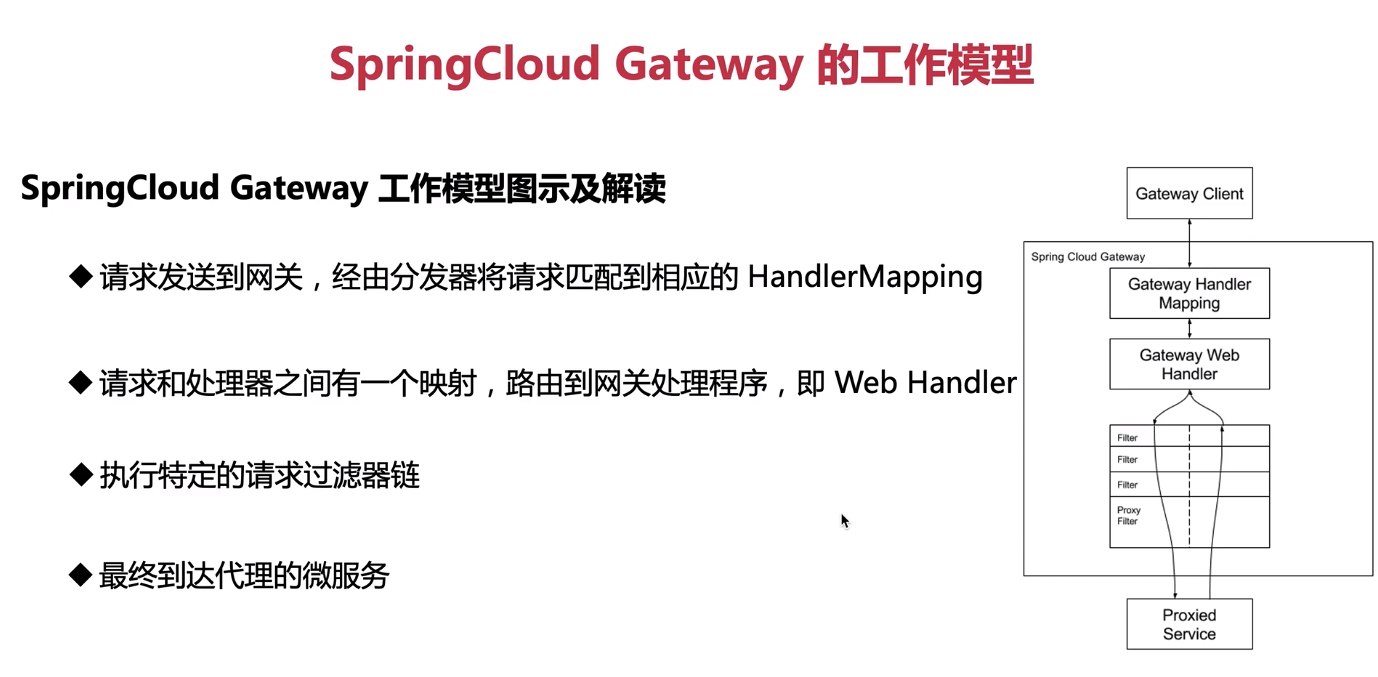 SpringCloud Gateway 的工作模型
SpringCloud Gateway 工作模型图示及解读
◆ 请求发送到网关，经由分发器将请求匹配到相应的 HandlerMapping
◆ 请求和处理器之间有一个映射，路由到网关处理程序，即 Web Handler
◆ 执行特定的请求过滤器链
◆ 最终到达代理的微服务
Gateway Client
Spring Cloud Gateway
Gateway Handler
Mapping
Gateway Web
Handler
Filter
Filter
Filter
Proxy
Filter
Proxied
Service